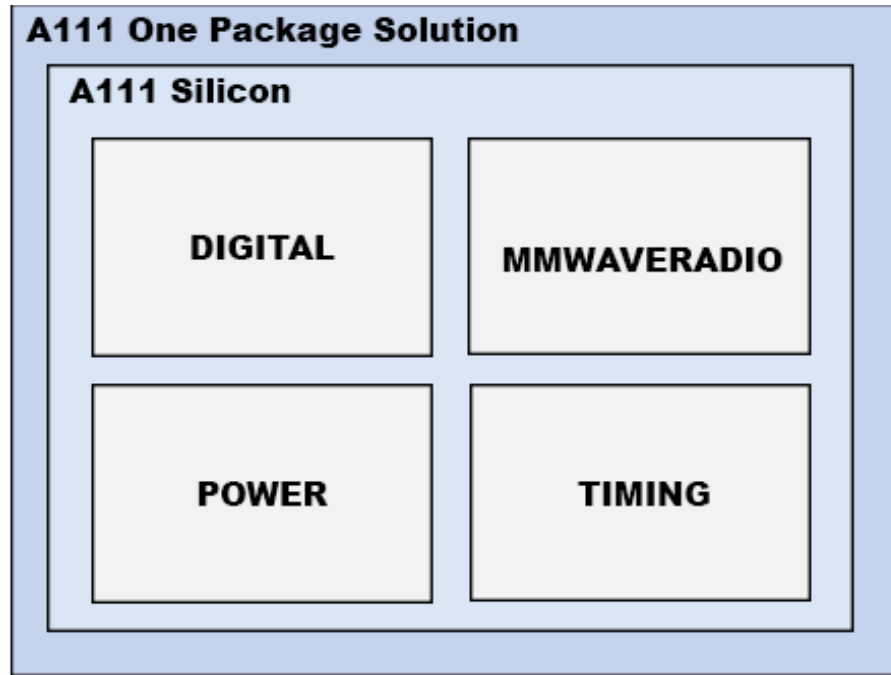 A111 One Package Solution
A111 Silicon
DIGITAL
MMWAVERADIO
POWER
TIMING